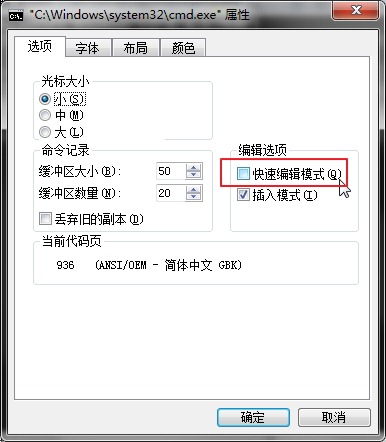 "C:\Windows\system32\cmd.exe" 属性
选项 字体 布局 颜色
光标大小
小(S)
中(M)
大(L)
命令记录
缓冲区大小(B): 50
缓冲区数量(N): 20
丢弃旧的副本(D)
编辑选项
快速编辑模式(Q)
插入模式(I)
当前代码页
936 (ANSI/OEM - 简体中文 GBK)
确定 取消